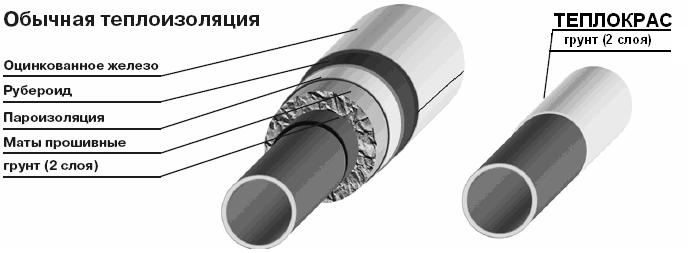 Обычная теплоизоляция
Оцинкованное железо
Рубероид
Пароизоляция
Маты прошивные
грунт (2 слоя)
ТЕПЛОКРАС
грунт (2 слоя)